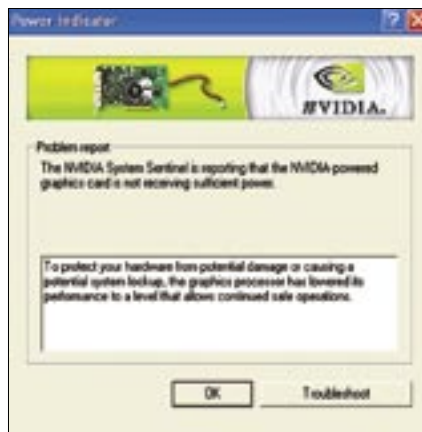 Power Indicator
NVIDIA.
Problem report
The NVIDIA System Sentinel is reporting that the NVIDIA-powered
graphics card is not receiving sufficient power.
To protect your hardware from potential damage or causing a
potential system lockup, the graphics processor has lowered its
performance to a level that allows continued safe operations.
OK
Troubleshoot